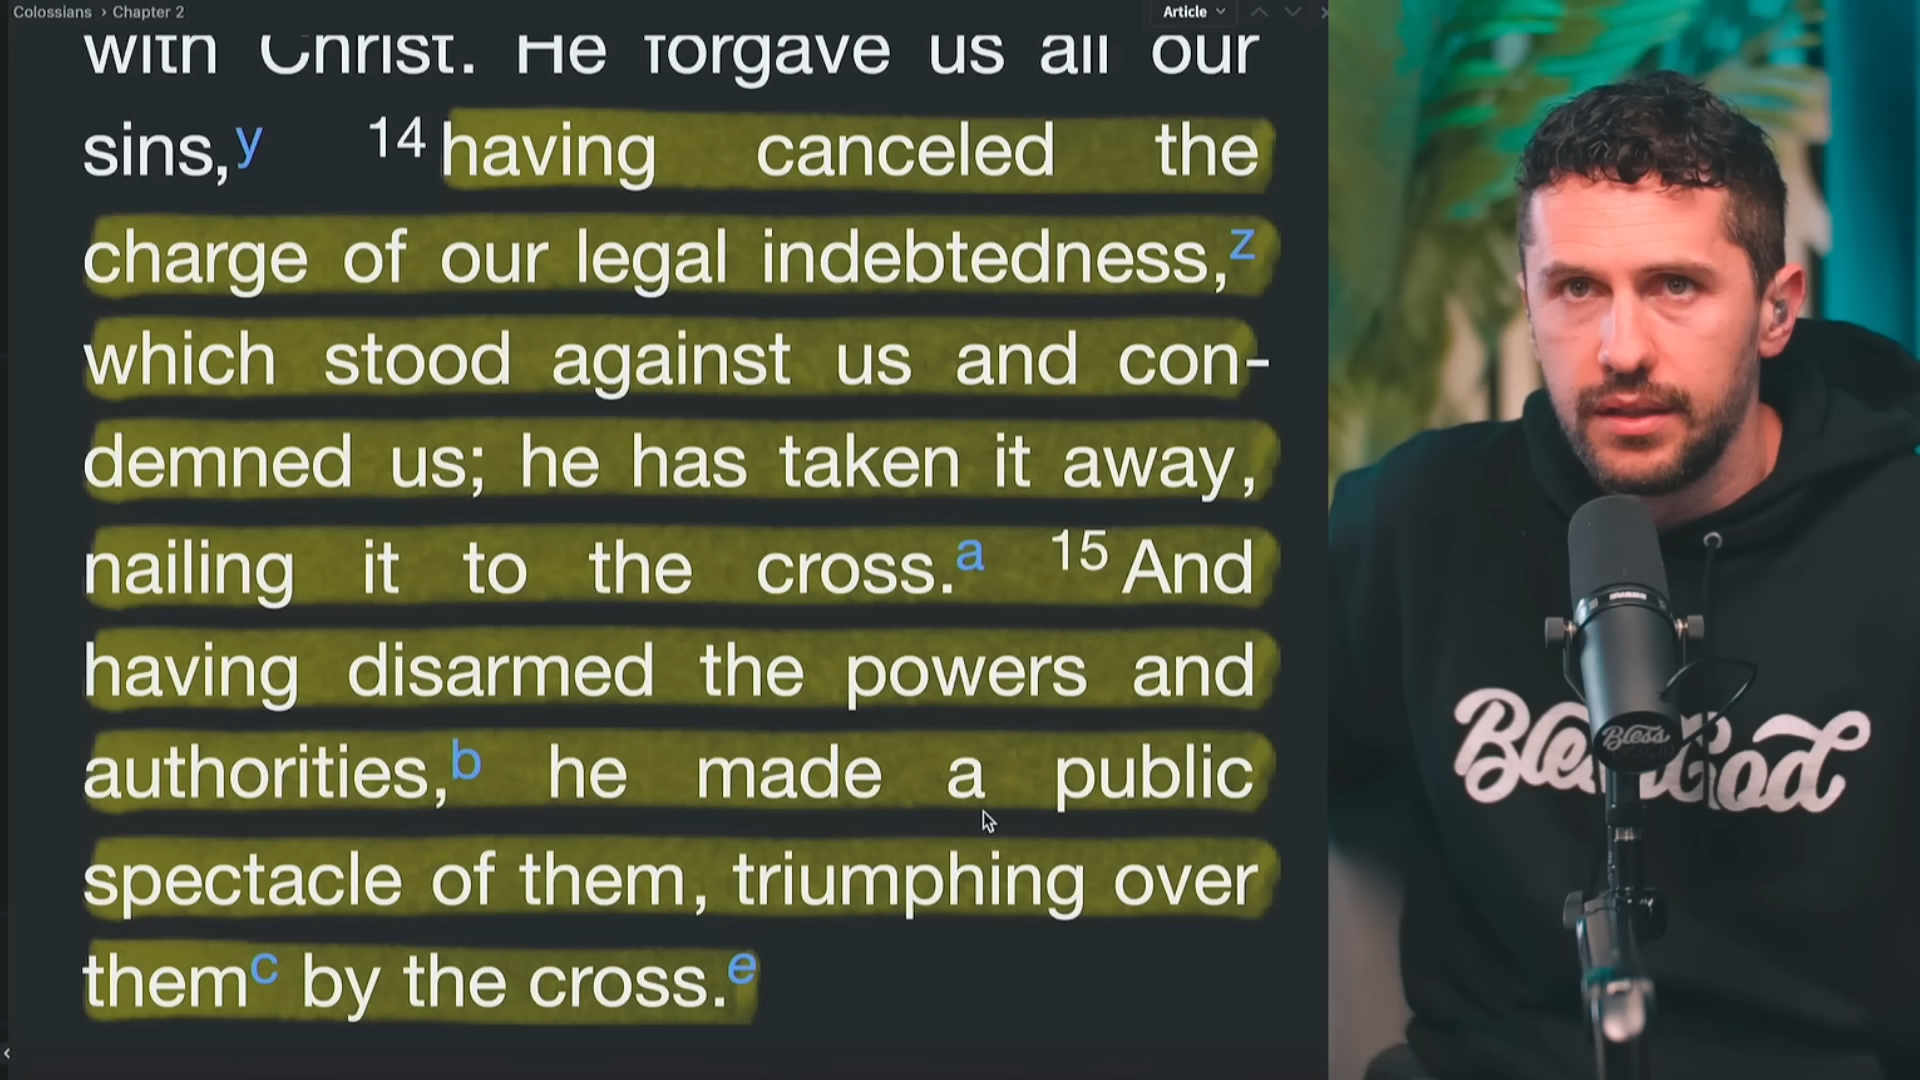 Colossians › Chapter 2
Article
with Christ. He forgave us all our
sins,y 14 having canceled the
charge of our legal indebtedness,z
which stood against us and con-
demned us; he has taken it away,
nailing it to the cross.a 15 And
having disarmed the powers and
authorities,b he made a public
spectacle of them, triumphing over
themc by the cross.e
Bless God
Bless